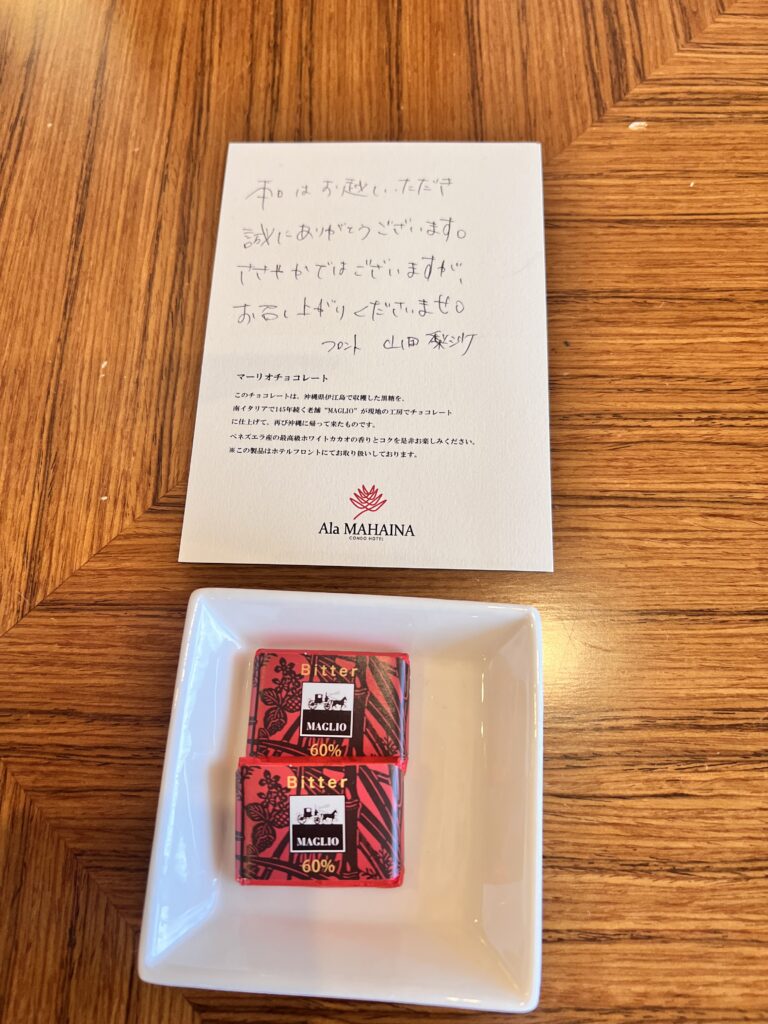 本日はお越しいただき
誠にありがとうございます。
ささやかではございますが、
お召し上がりくださいませ。
フロント 山田
マーリオチョコレート
このチョコレートは、沖縄県伊江島で収穫した黒糖を、
南イタリアで145年続く老舗“MAGLIO”が現地の工房でチョコレート
に仕上げて、再び沖縄に帰って来たものです。
ベネズエラ産の最高級ホワイトカカオの香りとコクを是非お楽しみください。
※この製品はホテルフロントにてお取り扱いしております。
Ala MAHAINA
CONDO HOTEL
Bitter
MAGLIO
60%
Bitter
MAGLIO
60%